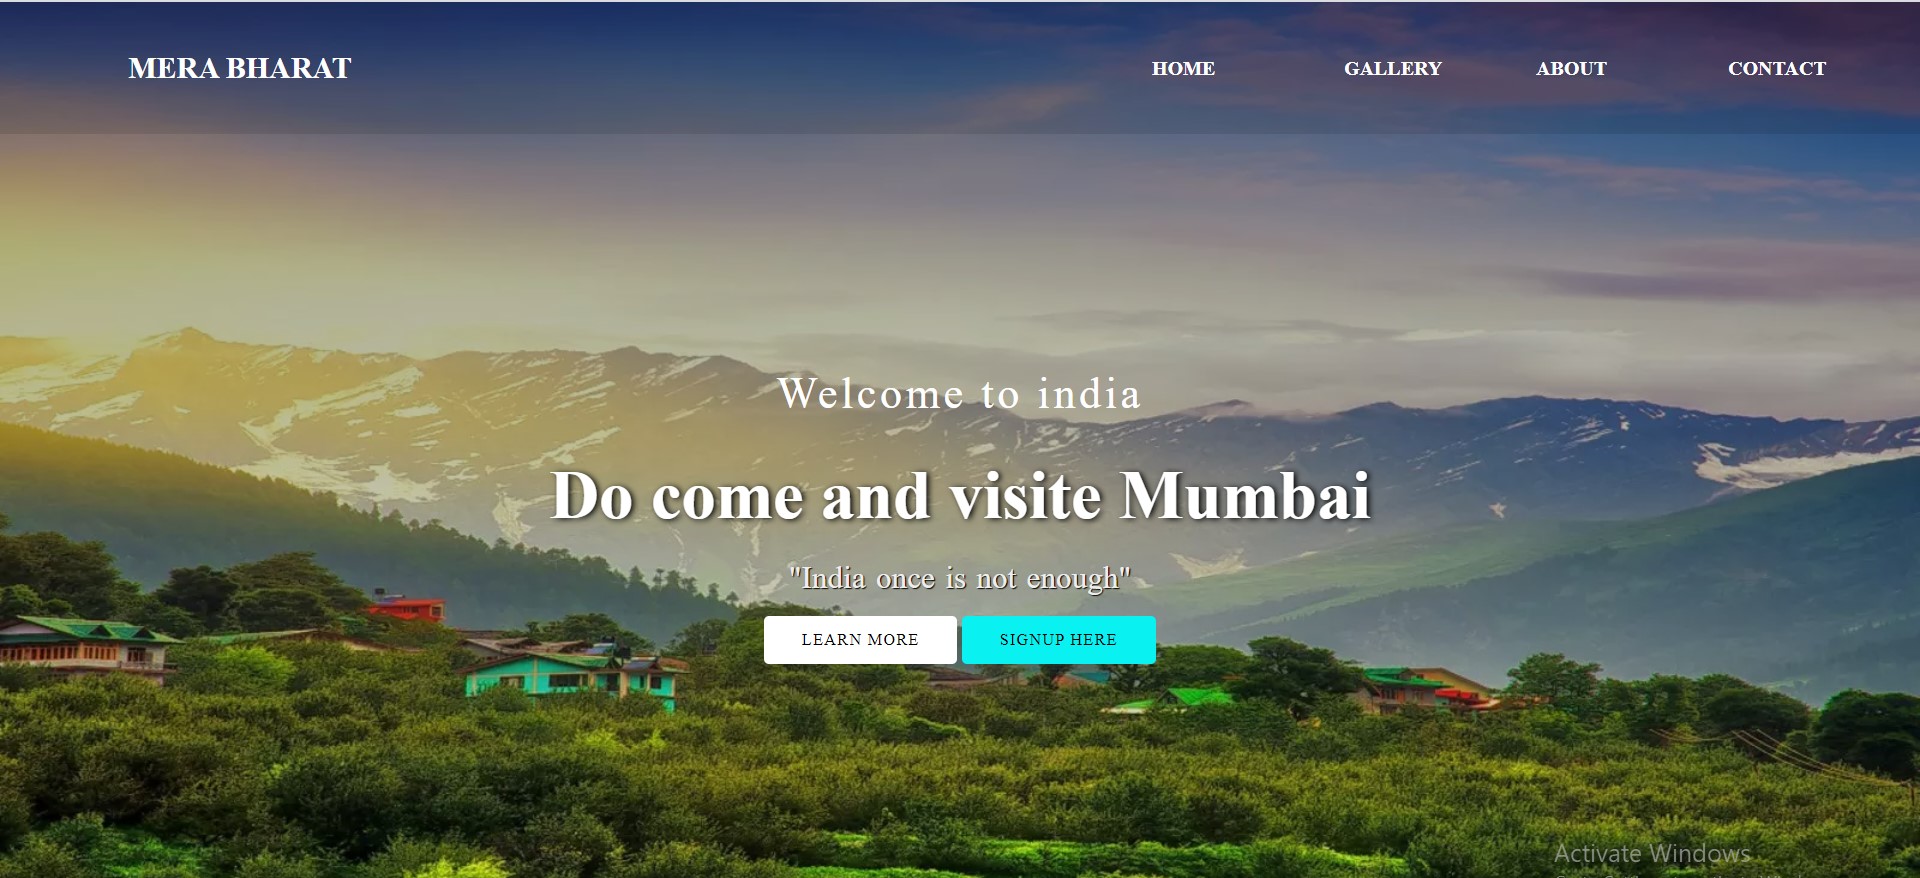 MERA BHARAT
HOME GALLERY ABOUT CONTACT
Welcome to india
Do come and visite Mumbai
"India once is not enough"
LEARN MORE SIGNUP HERE
Activate Windows